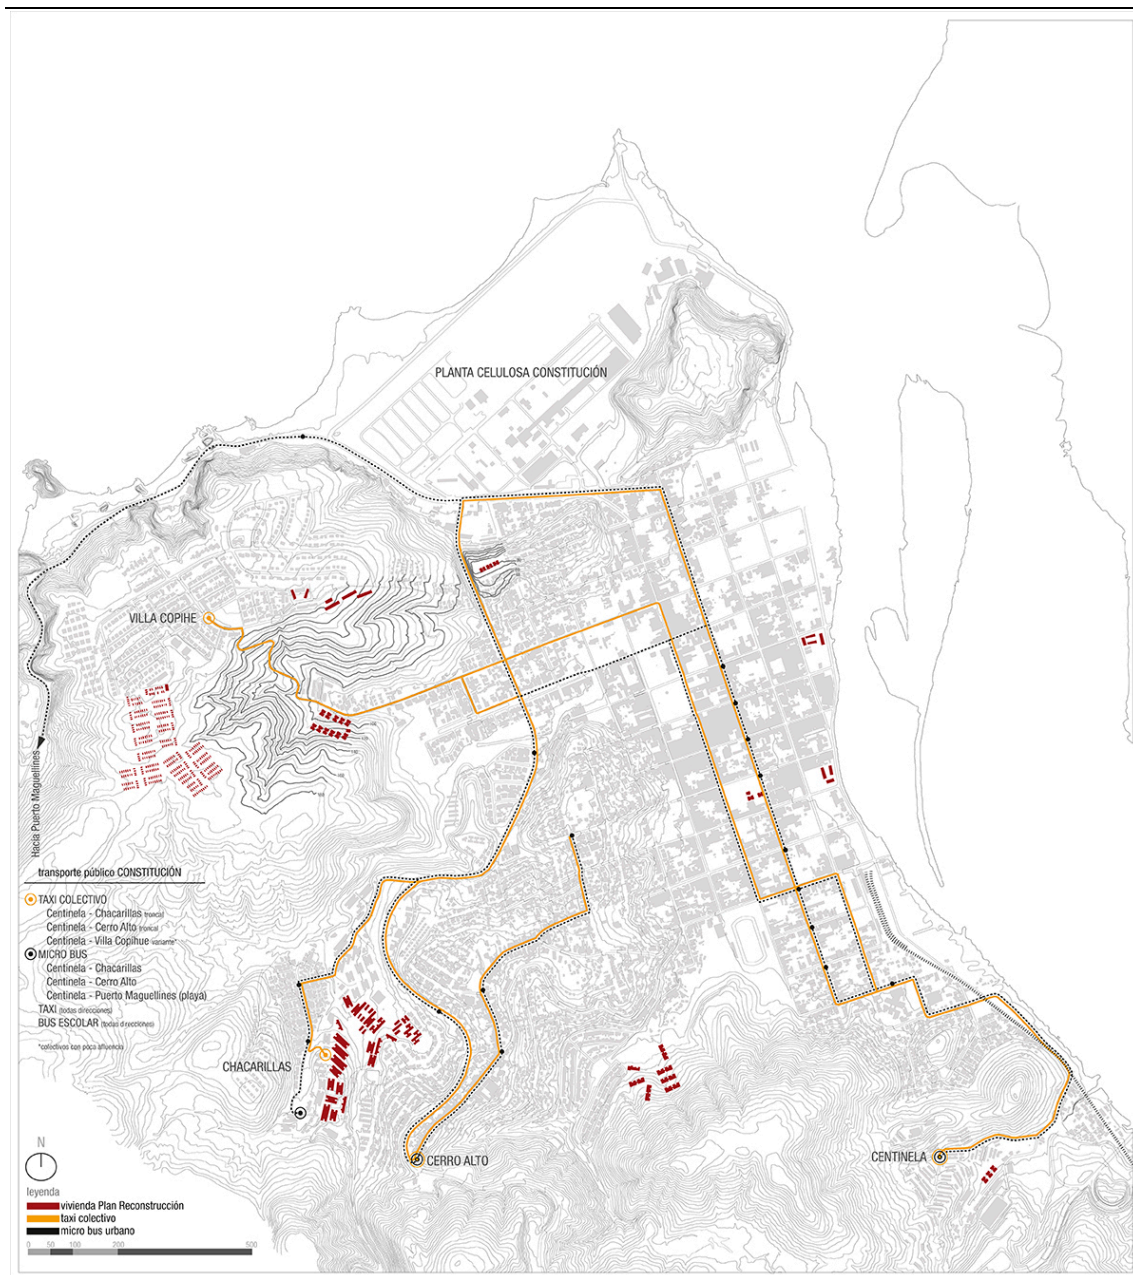 PLANTA CELULOSA CONSTITUCIÓN
VILLA COPIHE
Hacia Puerto Maguellines
transporte público CONSTITUCIÓN
TAXI COLECTIVO
Centinela - Chacarillas (troncal)
Centinela - Cerro Alto (troncal)
Centinela - Villa Copihue variante*
MICRO BUS
Centinela - Chacarillas
Centinela - Cerro Alto
Centinela - Puerto Maguellines (playa)
TAXI (todas direcciones)
BUS ESCOLAR (todas direcciones)
*colectivos con poca afluencia
CHACARILLAS
CERRO ALTO
CENTINELA
N
leyenda
vivienda Plan Reconstrucción
taxi colectivo
micro bus urbano
0 50 100 200 500